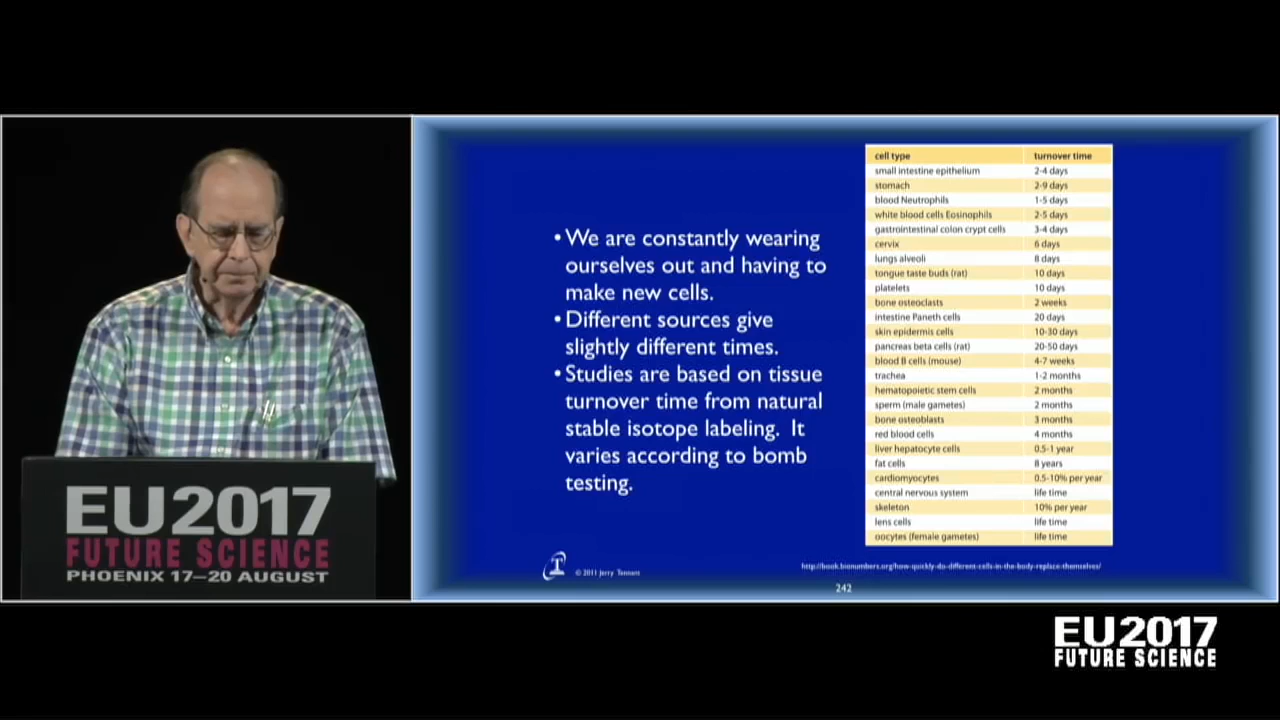 EU2017
FUTURE SCIENCE
PHOENIX 17–20 AUGUST
• We are constantly wearing
ourselves out and having to
make new cells.
• Different sources give
slightly different times.
• Studies are based on tissue
turnover time from natural
stable isotope labeling. It
varies according to bomb
testing.
cell type turnover time
small intestine epithelium 2-4 days
stomach 2-9 days
blood Neutrophils 1-5 days
white blood cells Eosinophils 2-5 days
gastrointestinal colon crypt cells 3-4 days
cervix 6 days
lungs alveoli 8 days
tongue taste buds (rat) 10 days
platelets 10 days
bone osteoclasts 2 weeks
intestine Paneth cells 20 days
skin epidermis cells 10-30 days
pancreas beta cells (rat) 20-50 days
blood B cells (mouse) 4-7 weeks
trachea 1-2 months
hematopoietic stem cells 2 months
sperm (male gametes) 2 months
bone osteoblasts 3 months
red blood cells 4 months
liver hepatocyte cells 0.5-1 year
fat cells 8 years
cardiomyocytes 0.5-10% per year
central nervous system life time
skeleton 10% per year
lens cells life time
oocytes (female gametes) life time
T © 2011 Jerry Tennant
http://book.bionumbers.org/how-quickly-do-different-cells-in-the-body-replace-themselves/
242
EU2017
FUTURE SCIENCE